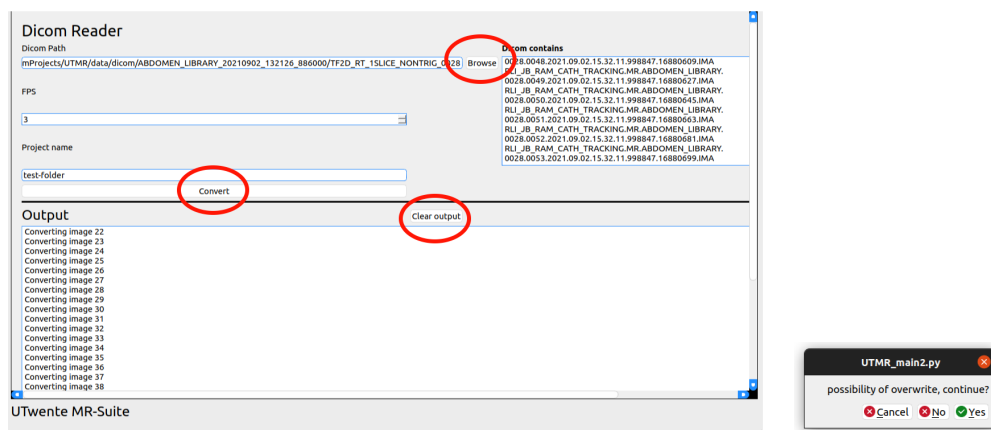 Dicom Reader
Dicom Path
Dicom contains
mProjects/UTMR/data/dicom/ABDOMEN_LIBRARY_20210902_132126_886000/TF2D_RT_1SLICE_NONTRIG_0028
Browse
0028.0048.2021.09.02.15.32.11.998847.16880609.IMA
RLI_JB_RAM_CATH_TRACKING.MR.ABDOMEN_LIBRARY.
0028.0049.2021.09.02.15.32.11.998847.16880627.IMA
RLI_JB_RAM_CATH_TRACKING.MR.ABDOMEN_LIBRARY.
0028.0050.2021.09.02.15.32.11.998847.16880645.IMA
RLI_JB_RAM_CATH_TRACKING.MR.ABDOMEN_LIBRARY.
0028.0051.2021.09.02.15.32.11.998847.16880663.IMA
RLI_JB_RAM_CATH_TRACKING.MR.ABDOMEN_LIBRARY.
0028.0052.2021.09.02.15.32.11.998847.16880681.IMA
RLI_JB_RAM_CATH_TRACKING.MR.ABDOMEN_LIBRARY.
0028.0053.2021.09.02.15.32.11.998847.16880699.IMA
FPS
3
Project name
test-folder
Convert
Output
Clear output
Converting image 22
Converting image 23
Converting image 24
Converting image 25
Converting image 26
Converting image 27
Converting image 28
Converting image 29
Converting image 30
Converting image 31
Converting image 32
Converting image 33
Converting image 34
Converting image 35
Converting image 36
Converting image 37
Converting image 38
UTwente MR-Suite
UTMR_main2.py
possibility of overwrite, continue?
Cancel No Yes